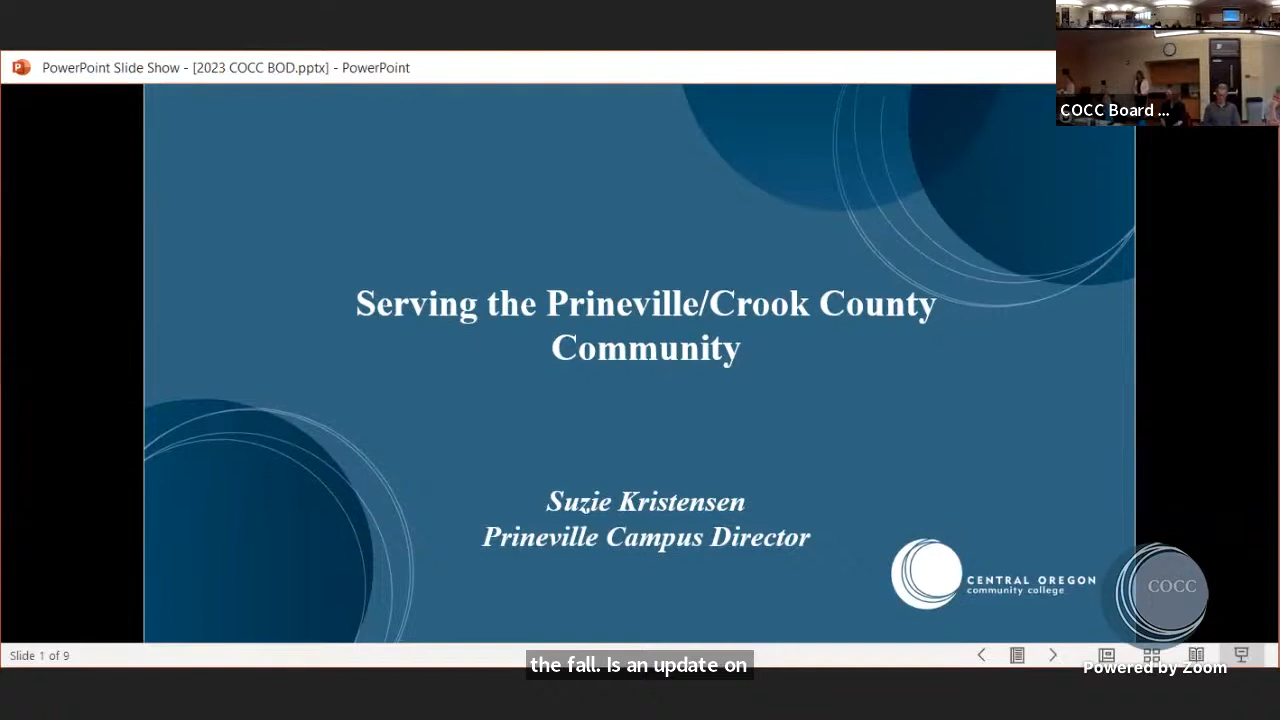 PowerPoint Slide Show - [2023 COCC BOD.pptx] - PowerPoint
COCC Board ...
Serving the Prineville/Crook County
Community
Suzie Kristensen
Prineville Campus Director
CENTRAL OREGON
community college
COCC
Slide 1 of 9
the fall. Is an update on
Powered by Zoom